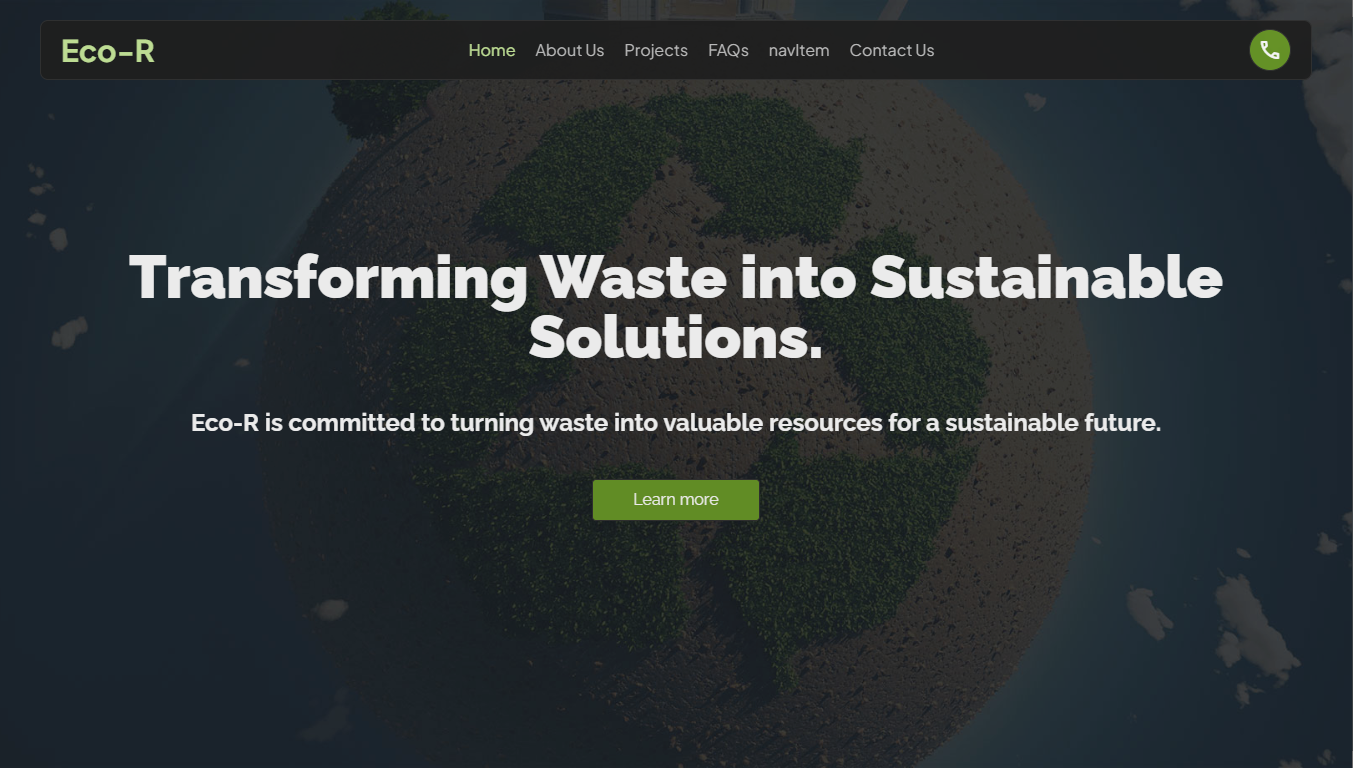 Eco-R
Home About Us Projects FAQs navItem Contact Us
Transforming Waste into Sustainable
Solutions.
Eco-R is committed to turning waste into valuable resources for a sustainable future.
Learn more